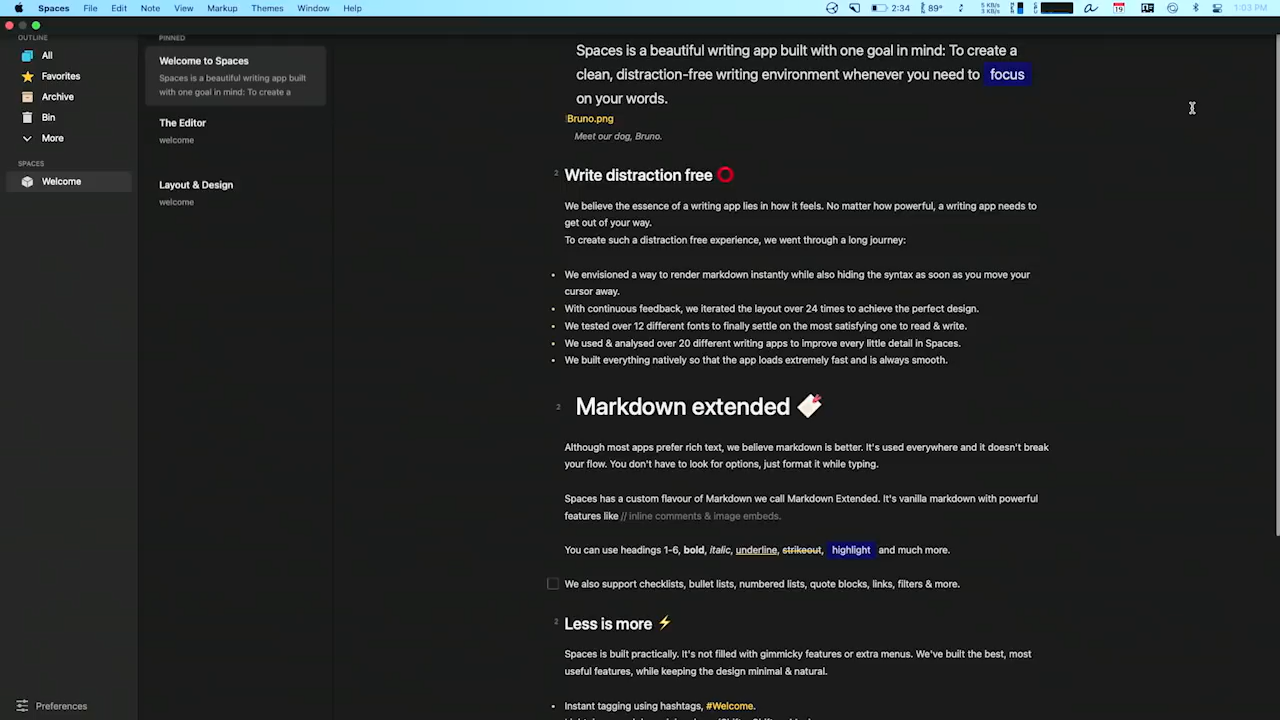 Spaces File Edit Note View Markup Themes Window Help
2:34 89° 5 KB/s 3 KB/s 19 1:03 PM
OUTLINE
All
Favorites
Archive
Bin
More
SPACES
Welcome
Preferences
PINNED
Welcome to Spaces
Spaces is a beautiful writing app built
with one goal in mind: To create a
The Editor
welcome
Layout & Design
welcome
Spaces is a beautiful writing app built with one goal in mind: To create a
clean, distraction-free writing environment whenever you need to focus
on your words.
!Bruno.png
Meet our dog, Bruno.
2 Write distraction free ⭕
We believe the essence of a writing app lies in how it feels. No matter how powerful, a writing app needs to
get out of your way.
To create such a distraction free experience, we went through a long journey:
• We envisioned a way to render markdown instantly while also hiding the syntax as soon as you move your
cursor away.
• With continuous feedback, we iterated the layout over 24 times to achieve the perfect design.
• We tested over 12 different fonts to finally settle on the most satisfying one to read & write.
• We used & analysed over 20 different writing apps to improve every little detail in Spaces.
• We built everything natively so that the app loads extremely fast and is always smooth.
2 Markdown extended
Although most apps prefer rich text, we believe markdown is better. It's used everywhere and it doesn't break
your flow. You don't have to look for options, just format it while typing.
Spaces has a custom flavour of Markdown we call Markdown Extended. It's vanilla markdown with powerful
features like // inline comments & image embeds.
You can use headings 1-6, bold, italic, underline, strikeout, highlight and much more.
We also support checklists, bullet lists, numbered lists, quote blocks, links, filters & more.
2 Less is more ⚡
Spaces is built practically. It's not filled with gimmicky features or extra menus. We've built the best, most
useful features, while keeping the design minimal & natural.
• Instant tagging using hashtags, #Welcome.